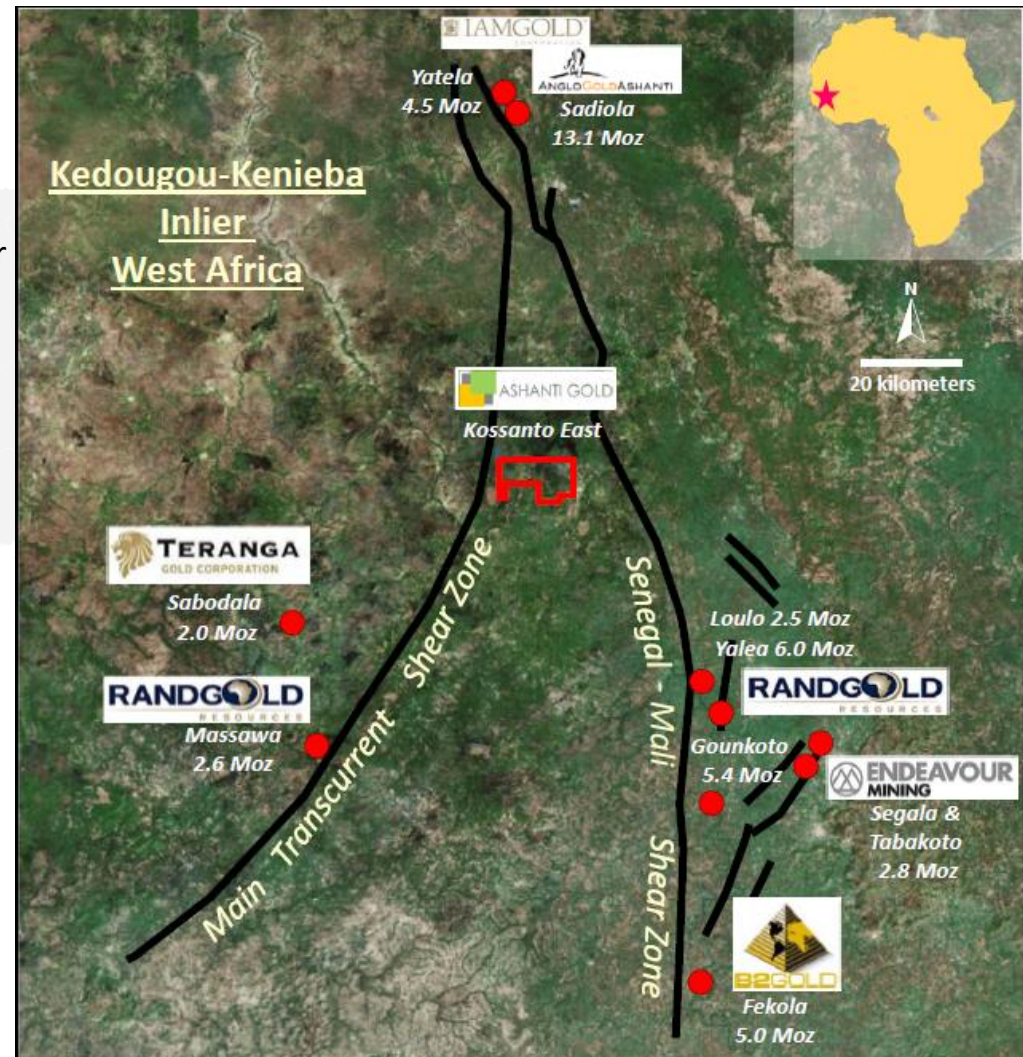 IAMGOLD
CORPORATION
ANGLOGOLDASHANTI
Yatela
4.5 Moz
Sadiola
13.1 Moz
Kedougou-Kenieba
Inlier
West Africa
N
20 kilometers
ASHANTI GOLD
Kossanto East
TERANGA
GOLD CORPORATION
Sabodala
2.0 Moz
RANDGOLD
RESOURCES
Massawa
2.6 Moz
Main Transcurrent Shear Zone
Senegal - Mali Shear Zone
Loulo 2.5 Moz
Yalea 6.0 Moz
RANDGOLD
RESOURCES
Gounkoto
5.4 Moz
ENDEAVOUR
MINING
Segala &
Tabakoto
2.8 Moz
B2GOLD
Fekola
5.0 Moz
r